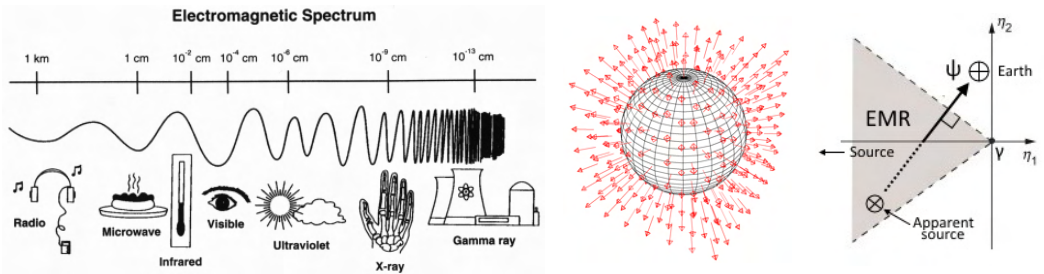 Electromagnetic Spectrum
1 km
1 cm
10⁻² cm
10⁻⁴ cm
10⁻⁶ cm
10⁻⁹ cm
10⁻¹³ cm
Radio
Microwave
Infrared
Visible
Ultraviolet
X-ray
Gamma ray
η₂
Ψ
Earth
EMR
Source
γ
η₁
Apparent
source